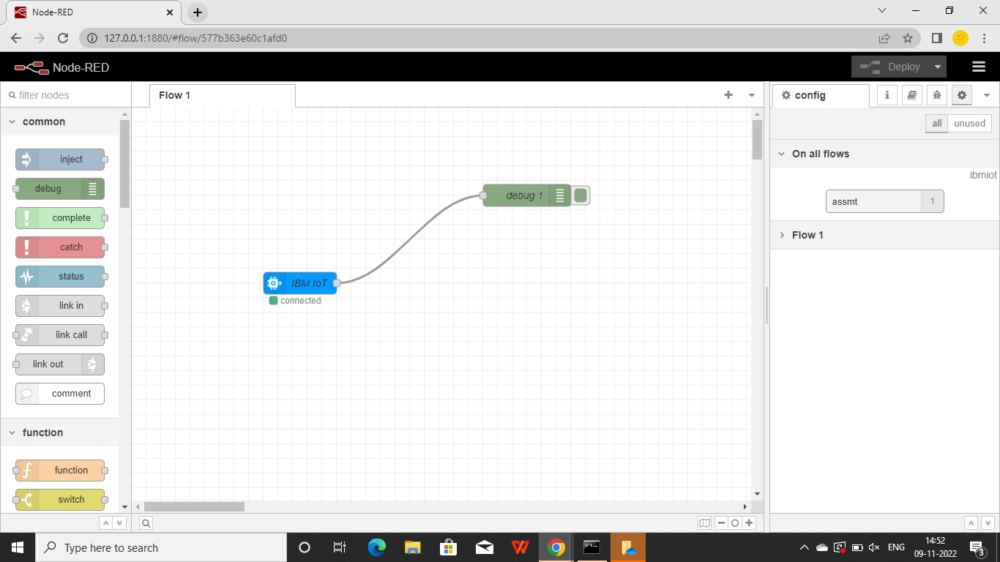 Node-RED
127.0.0.1:1880/#flow/577b363e60c1afd0
Node-RED
Deploy
filter nodes
Flow 1
config
i
all
unused
common
inject
debug
complete
catch
status
link in
link call
link out
comment
function
function
switch
debug 1
IBM IoT
connected
On all flows
ibmiot
assmt
1
Flow 1
Type here to search
ENG
14:52
09-11-2022
3